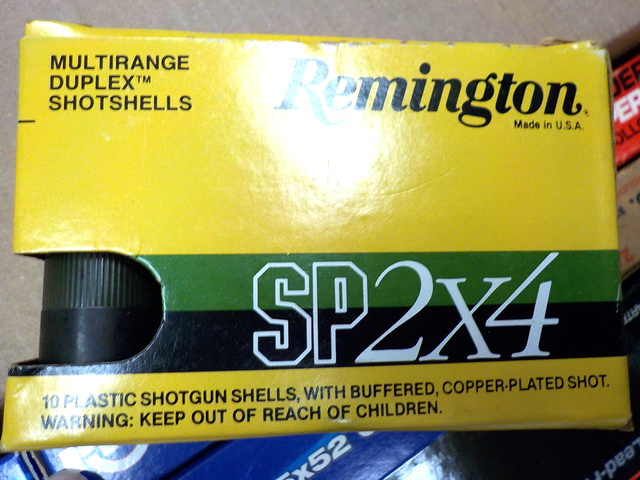 MULTIRANGE
DUPLEX™
SHOTSHELLS
Remington
Made in U.S.A.
SP2x4
10 PLASTIC SHOTGUN SHELLS, WITH BUFFERED, COPPER-PLATED SHOT.
WARNING: KEEP OUT OF REACH OF CHILDREN.
x52